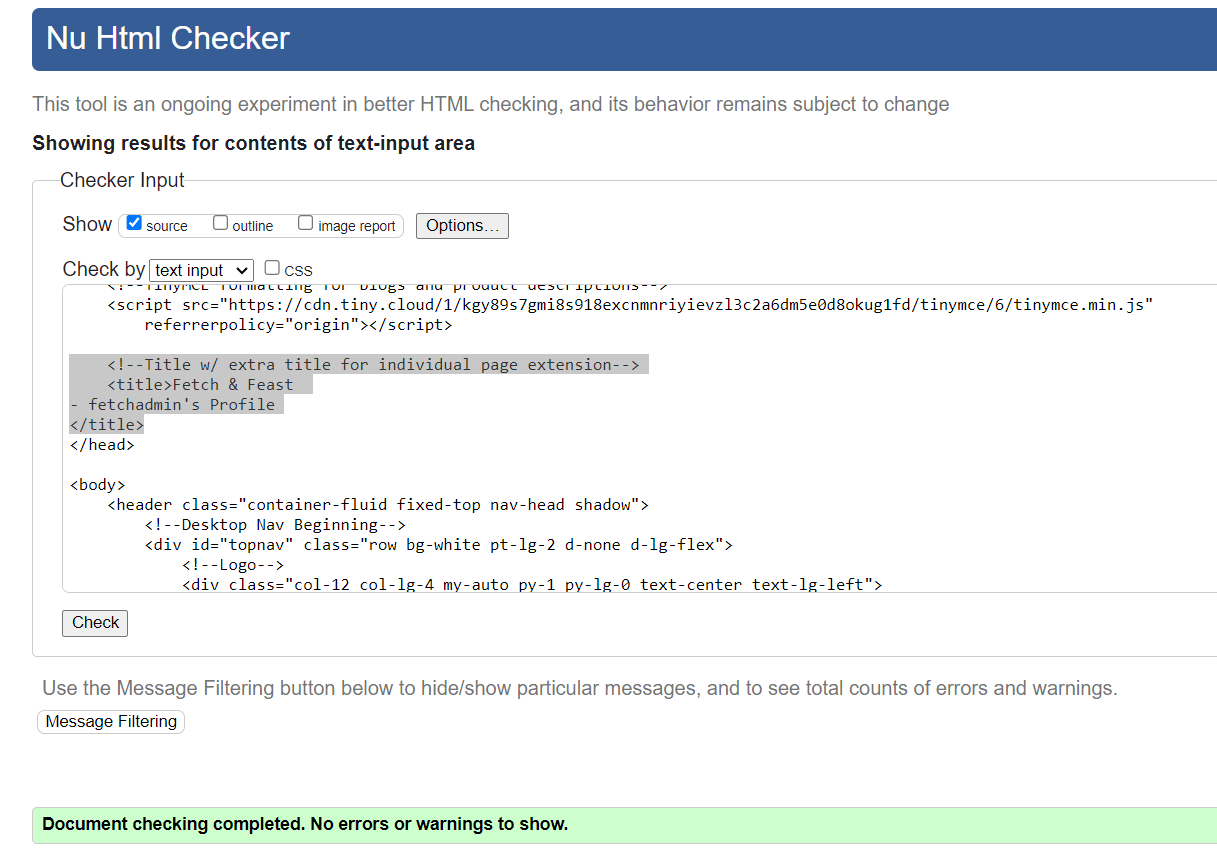 Nu Html Checker
This tool is an ongoing experiment in better HTML checking, and its behavior remains subject to change
Showing results for contents of text-input area
Checker Input
Show source outline image report Options...
Check by text input CSS
<!--TinyMCE formatting for blogs and product descriptions-->
<script src="https://cdn.tiny.cloud/1/kgy89s7gmi8s918excnmnriyievzl3c2a6dm5e0d8okug1fd/tinymce/6/tinymce.min.js"
referrerpolicy="origin"></script>
<!--Title w/ extra title for individual page extension-->
<title>Fetch & Feast
- fetchadmin's Profile
</title>
</head>
<body>
<header class="container-fluid fixed-top nav-head shadow">
<!--Desktop Nav Beginning-->
<div id="topnav" class="row bg-white pt-lg-2 d-none d-lg-flex">
<!--Logo-->
<div class="col-12 col-lg-4 my-auto py-1 py-lg-0 text-center text-lg-left">
Check
Use the Message Filtering button below to hide/show particular messages, and to see total counts of errors and warnings.
Message Filtering
Document checking completed. No errors or warnings to show.